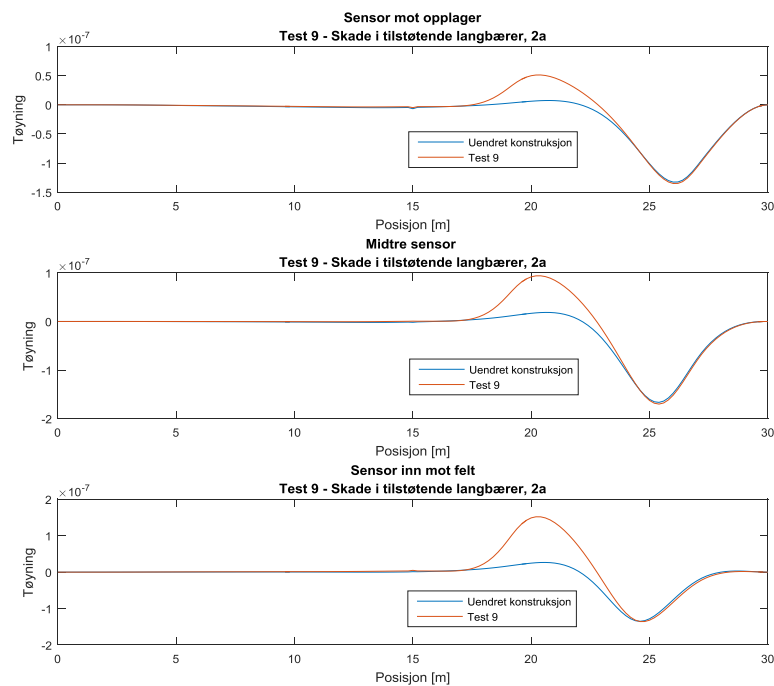 Sensor mot opplager
Test 9 - Skade i tilstøtende langbærer, 2a
×10⁻⁷
1
0.5
0
-0.5
-1
-1.5
Tøyning
Uendret konstruksjon
Test 9
0 5 10 15 20 25 30
Posisjon [m]
Midtre sensor
Test 9 - Skade i tilstøtende langbærer, 2a
×10⁻⁷
1
0
-1
-2
Tøyning
Uendret konstruksjon
Test 9
0 5 10 15 20 25 30
Posisjon [m]
Sensor inn mot felt
Test 9 - Skade i tilstøtende langbærer, 2a
×10⁻⁷
2
1
0
-1
-2
Tøyning
Uendret konstruksjon
Test 9
0 5 10 15 20 25 30
Posisjon [m]